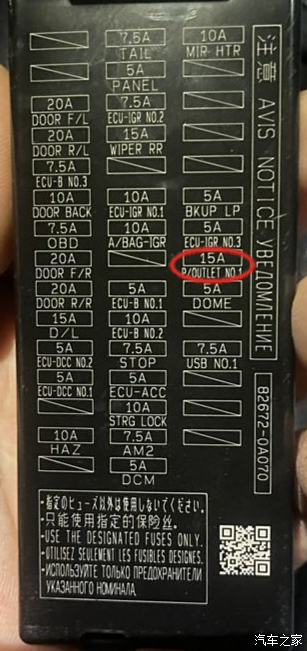 7.5A 10A
TAIL MIR HTR
5A
PANEL
20A 7.5A
DOOR F/L ECU-IGR NO.2
20A 15A
DOOR R/L WIPER RR
7.5A
ECU-B NO.3
10A 10A 5A
DOOR BACK ECU-IG1 NO.1 BKUP LP
7.5A 10A 5A
OBD A/BAG-IGR ECU-IGR NO.3
20A 15A
DOOR F/R P/OUTLET NO.1
20A 5A 5A
DOOR R/R ECU-B NO.1 DOME
15A 10A
D/L ECU-B NO.2
5A 7.5A 7.5A
ECU-DCC NO.2 STOP USB NO.1
5A 5A
ECU-DCC NO.1 ECU-ACC
10A
STRG LOCK
10A 7.5A
HAZ AM2
5A
DCM
注意 AVIS NOTICE УВЕДОМЛЕНИЕ
82672-0A070
・指定のヒューズ以外は使用しないでください。
・只能使用指定的保险丝.
・USE THE DESIGNATED FUSES ONLY.
・UTILISEZ SEULEMENT LES FUSIBLES DESIGNES.
・ИСПОЛЬЗУЙТЕ ТОЛЬКО ПРЕДОХРАНИТЕЛИ
УКАЗАННОГО НОМИНАЛА.
汽车之家